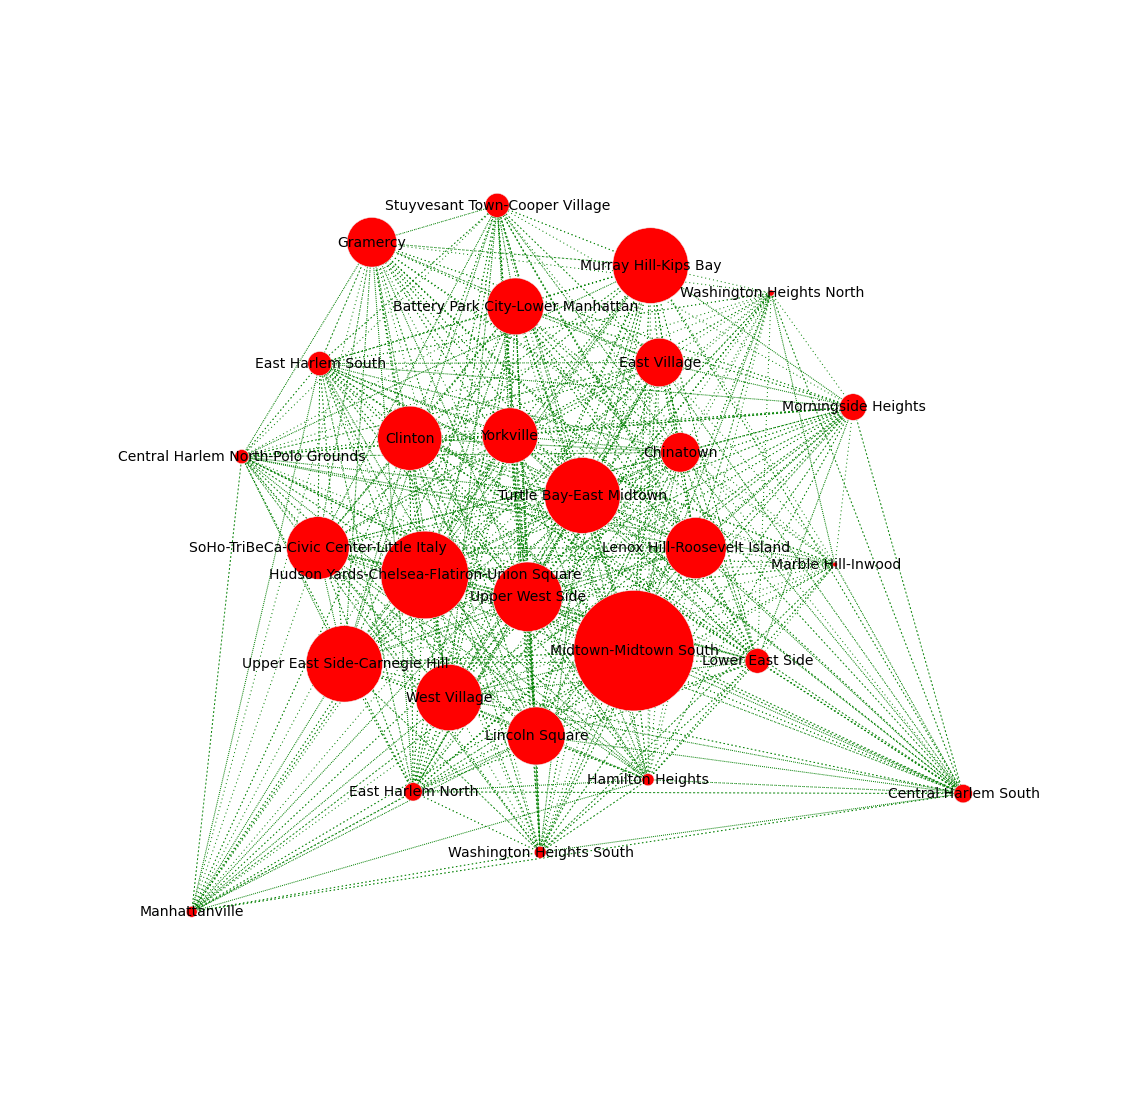 Stuyvesant Town-Cooper Village
Gramercy
Murray Hill-Kips Bay
Washington Heights North
Battery Park City-Lower Manhattan
East Harlem South
East Village
Morningside Heights
Clinton
Yorkville
Chinatown
Central Harlem North-Polo Grounds
Turtle Bay-East Midtown
SoHo-TriBeCa-Civic Center-Little Italy
Lenox Hill-Roosevelt Island
Marble Hill-Inwood
Hudson Yards-Chelsea-Flatiron-Union Square
Upper West Side
Midtown-Midtown South
Lower East Side
Upper East Side-Carnegie Hill
West Village
Lincoln Square
Hamilton Heights
East Harlem North
Central Harlem South
Washington Heights South
Manhattanville